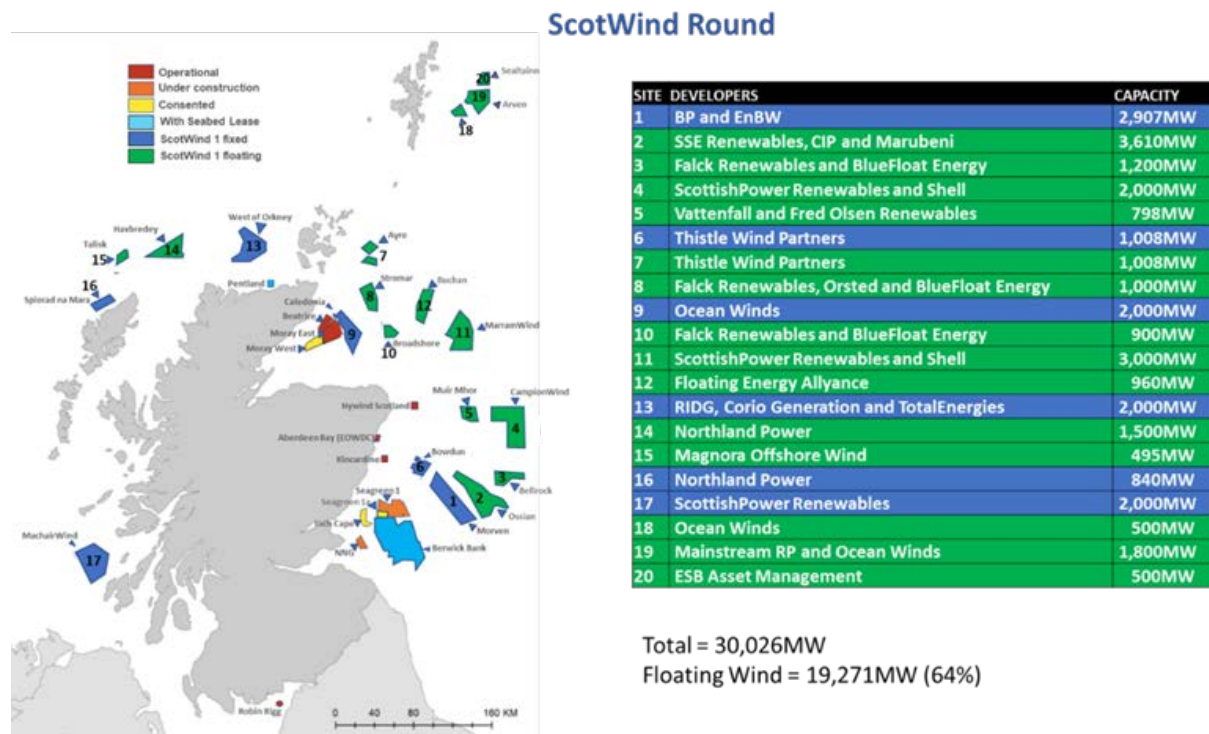 ScotWind Round
Operational
Under construction
Consented
With Seabed Lease
ScotWind 1 fixed
ScotWind 1 floating
20
Sealtainn
19
Arven
18
Haxbredey
West of Orkney
Ayre
Talisk
14
13
15
7
16
Pentland
Stromar
Buchan
Spiorad na Mara
Caledonia
8
12
Beatrice
Moray East
9
11
MarramWind
Moray West
Broadshore
10
Muir Mhor
CampionWind
Hywind Scotland
5
4
Aberdeen Bay (EOWDC)
Kincardine
Bowdun
6
3
Seagreen 1
1
2
Bellrock
Seagreen 1a
Ossian
Inch Cape
Morven
MachairWind
NNG
Berwick Bank
17
Robin Rigg
0 40 80 160 KM
SITE DEVELOPERS CAPACITY
1 BP and EnBW 2,907MW
2 SSE Renewables, CIP and Marubeni 3,610MW
3 Falck Renewables and BlueFloat Energy 1,200MW
4 ScottishPower Renewables and Shell 2,000MW
5 Vattenfall and Fred Olsen Renewables 798MW
6 Thistle Wind Partners 1,008MW
7 Thistle Wind Partners 1,008MW
8 Falck Renewables, Orsted and BlueFloat Energy 1,000MW
9 Ocean Winds 2,000MW
10 Falck Renewables and BlueFloat Energy 900MW
11 ScottishPower Renewables and Shell 3,000MW
12 Floating Energy Allyance 960MW
13 RIDG, Corio Generation and TotalEnergies 2,000MW
14 Northland Power 1,500MW
15 Magnora Offshore Wind 495MW
16 Northland Power 840MW
17 ScottishPower Renewables 2,000MW
18 Ocean Winds 500MW
19 Mainstream RP and Ocean Winds 1,800MW
20 ESB Asset Management 500MW
Total = 30,026MW
Floating Wind = 19,271MW (64%)